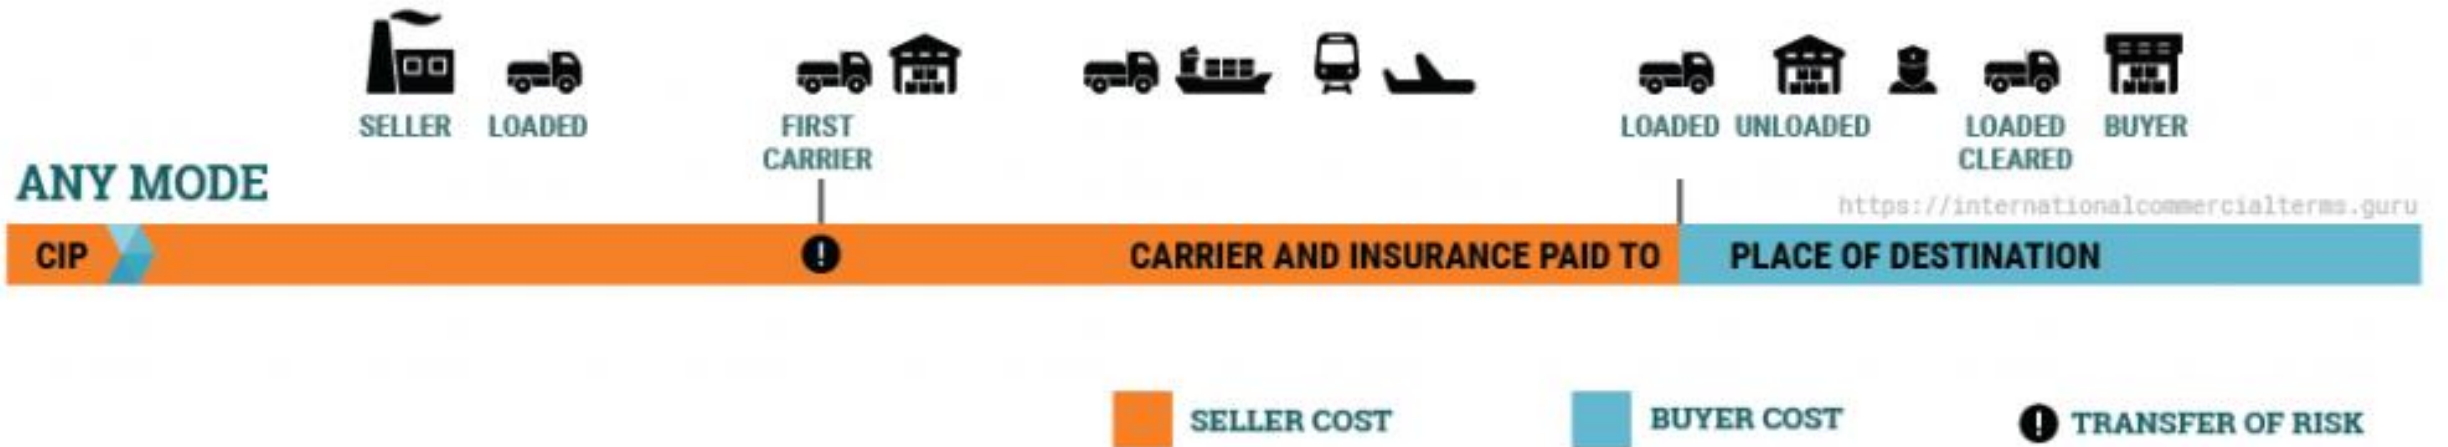 SELLER LOADED FIRST CARRIER LOADED UNLOADED LOADED CLEARED BUYER
ANY MODE
https://internationalcommercialterms.guru
CIP CARRIER AND INSURANCE PAID TO PLACE OF DESTINATION
SELLER COST BUYER COST TRANSFER OF RISK